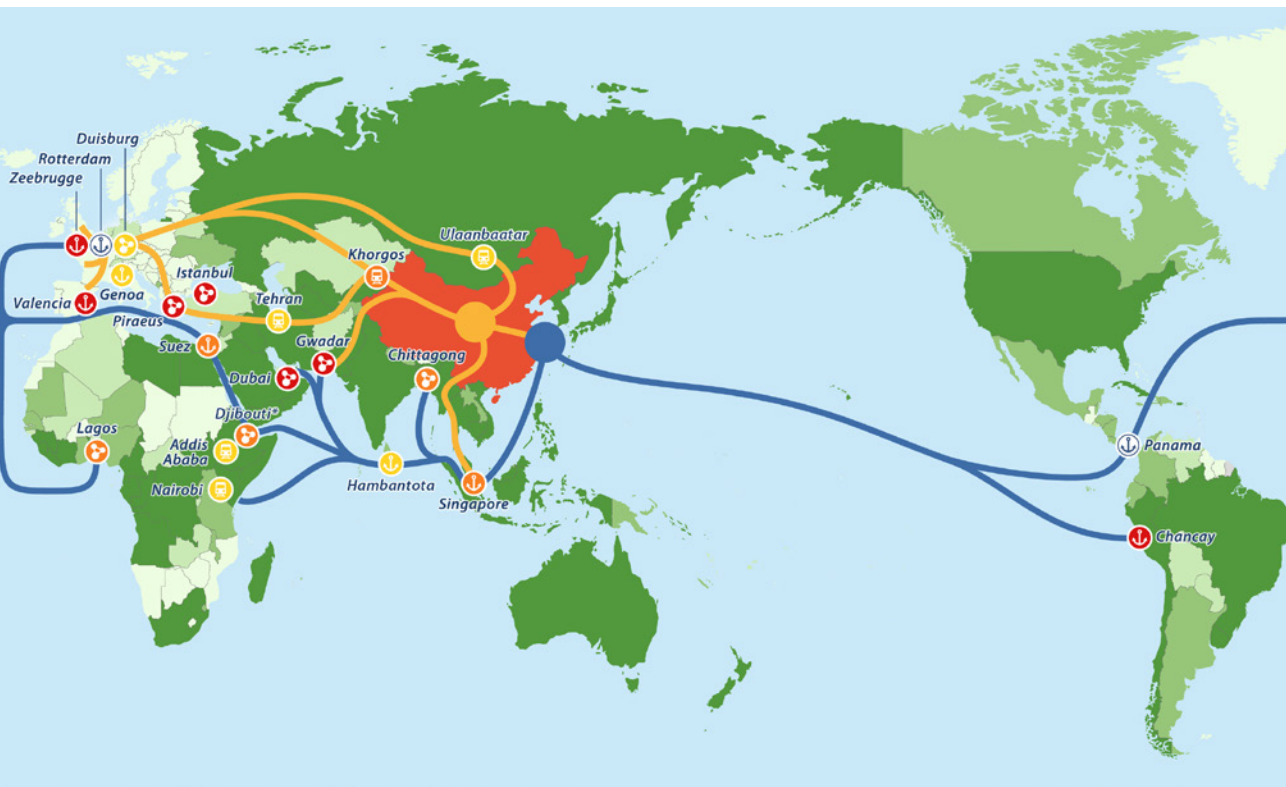 Duisburg
Rotterdam
Zeebrugge
Ulaanbaatar
Khorgos
Istanbul
Genoa
Valencia
Tehran
Piraeus
Suez
Gwadar
Chittagong
Dubai
Djibouti*
Lagos
Addis
Ababa
Panama
Nairobi
Hambantota
Singapore
Chancay